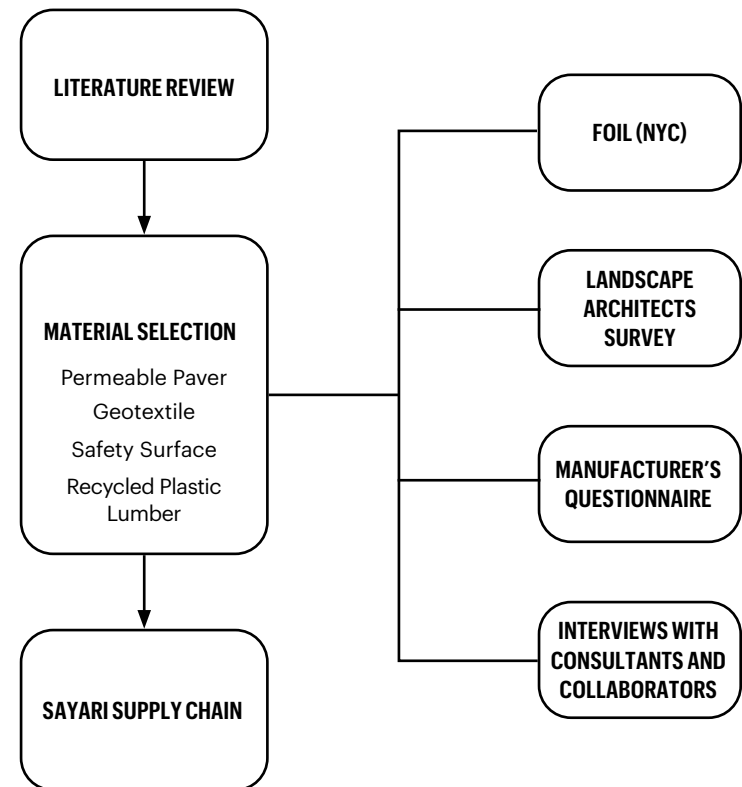 LITERATURE REVIEW
MATERIAL SELECTION
Permeable Paver
Geotextile
Safety Surface
Recycled Plastic
Lumber
SAYARI SUPPLY CHAIN
FOIL (NYC)
LANDSCAPE
ARCHITECTS
SURVEY
MANUFACTURER’S
QUESTIONNAIRE
INTERVIEWS WITH
CONSULTANTS AND
COLLABORATORS